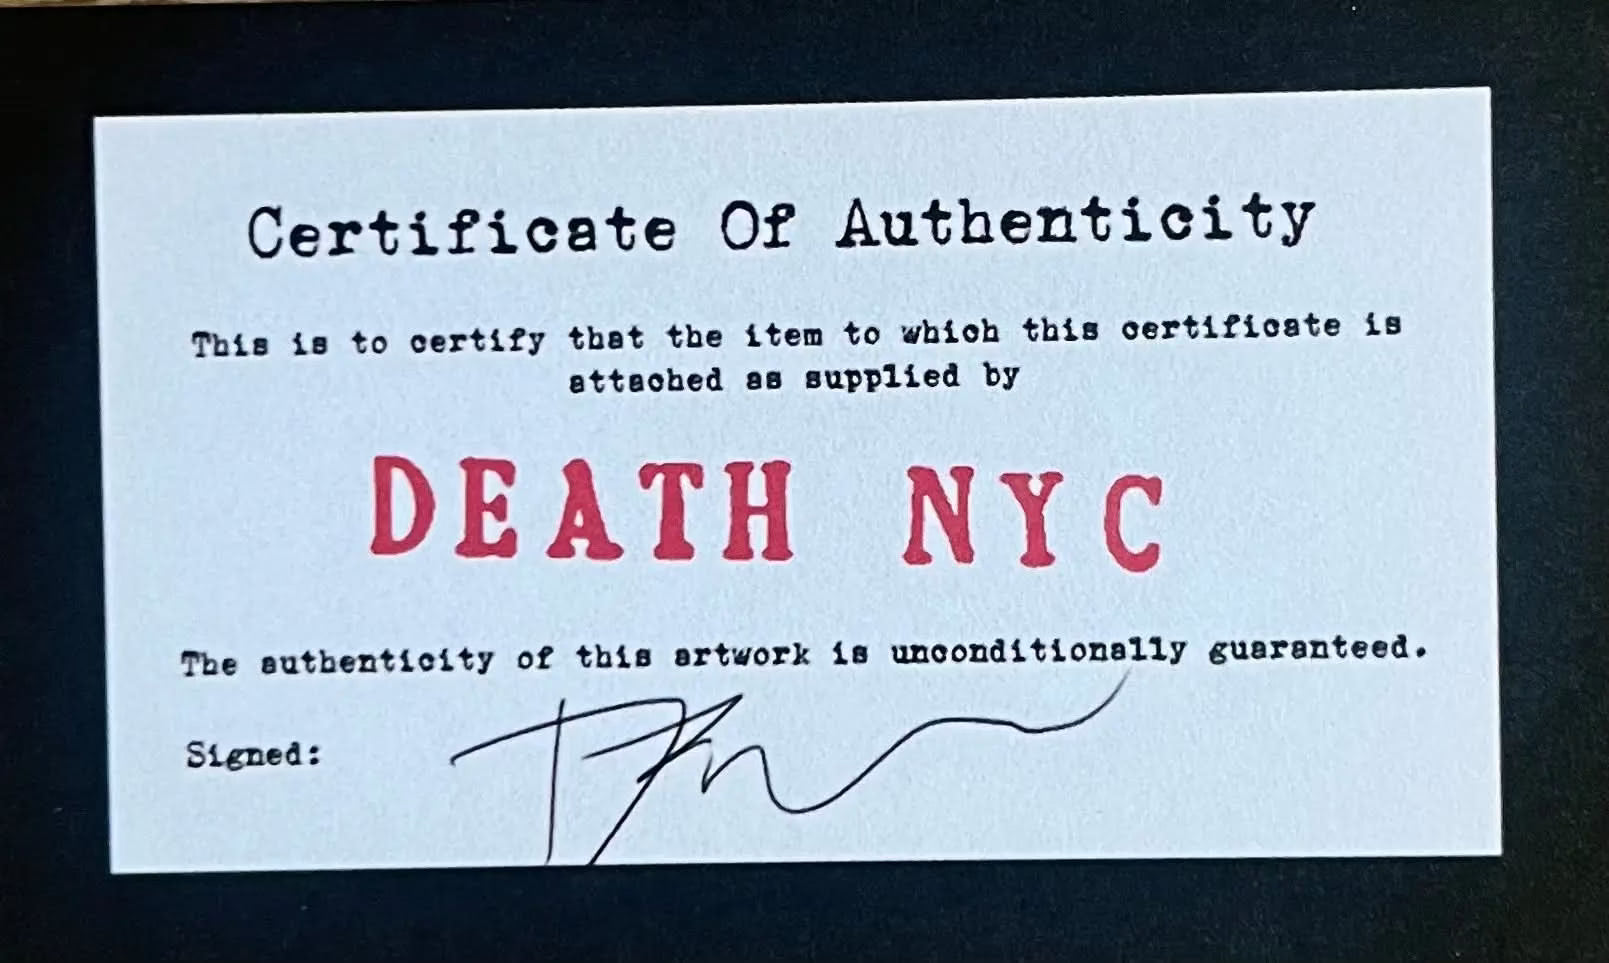 Certificate Of Authenticity
This is to certify that the item to which this certificate is
attached as supplied by
DEATH NYC
The authenticity of this artwork is unconditionally guaranteed.
Signed: